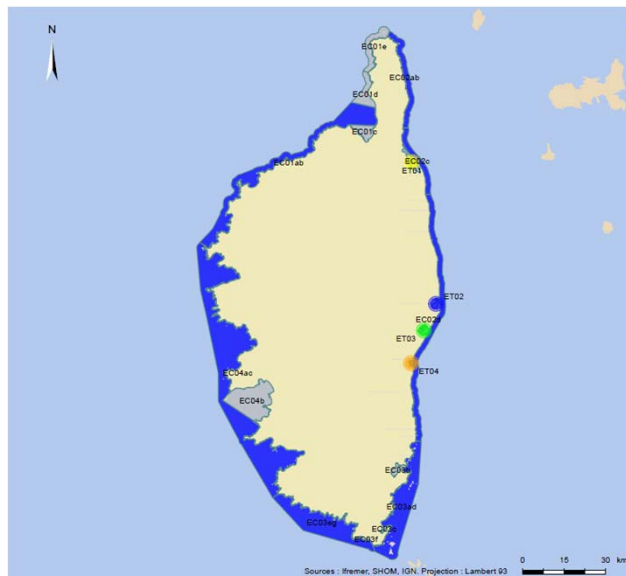 N
EC01e
EC02ab
EC01d
EC01c
EC02c
EC01ab
ET01
ET02
EC02d
ET03
ET04
EC04ac
EC04b
EC03b
EC03ad
EC03eg
EC03c
EC03f
0 15 30 km
Sources : Ifremer, SHOM, IGN. Projection : Lambert 93